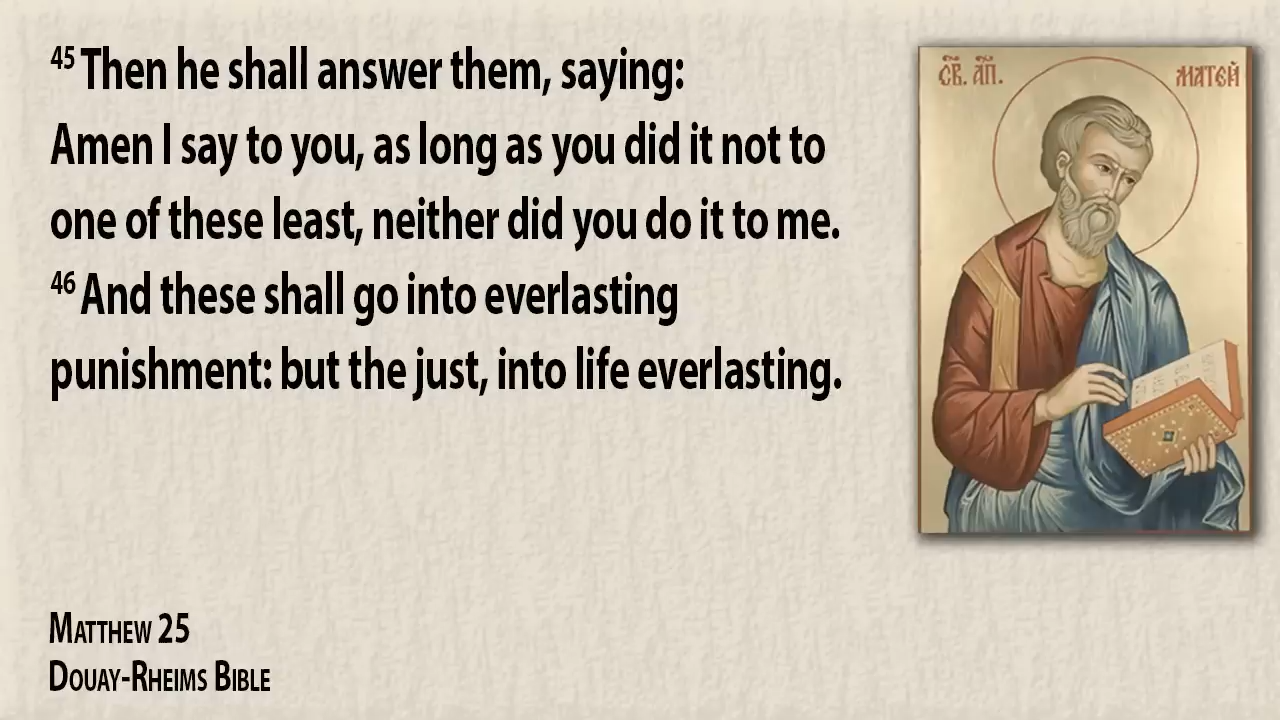 45 Then he shall answer them, saying:
Amen I say to you, as long as you did it not to
one of these least, neither did you do it to me.
46 And these shall go into everlasting
punishment: but the just, into life everlasting.
Matthew 25
Douay-Rheims Bible
СВ. АП. МАТЕЙ